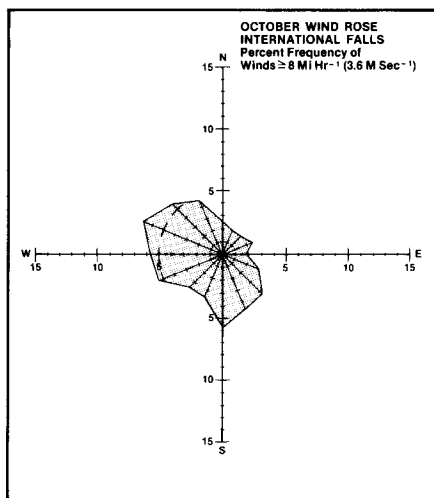 OCTOBER WIND ROSE
INTERNATIONAL FALLS
Percent Frequency of
Winds ≥ 8 Mi Hr⁻¹ (3.6 M Sec⁻¹)
N
15
10
5
W
E
15
10
5
5
10
15
5
10
15
S